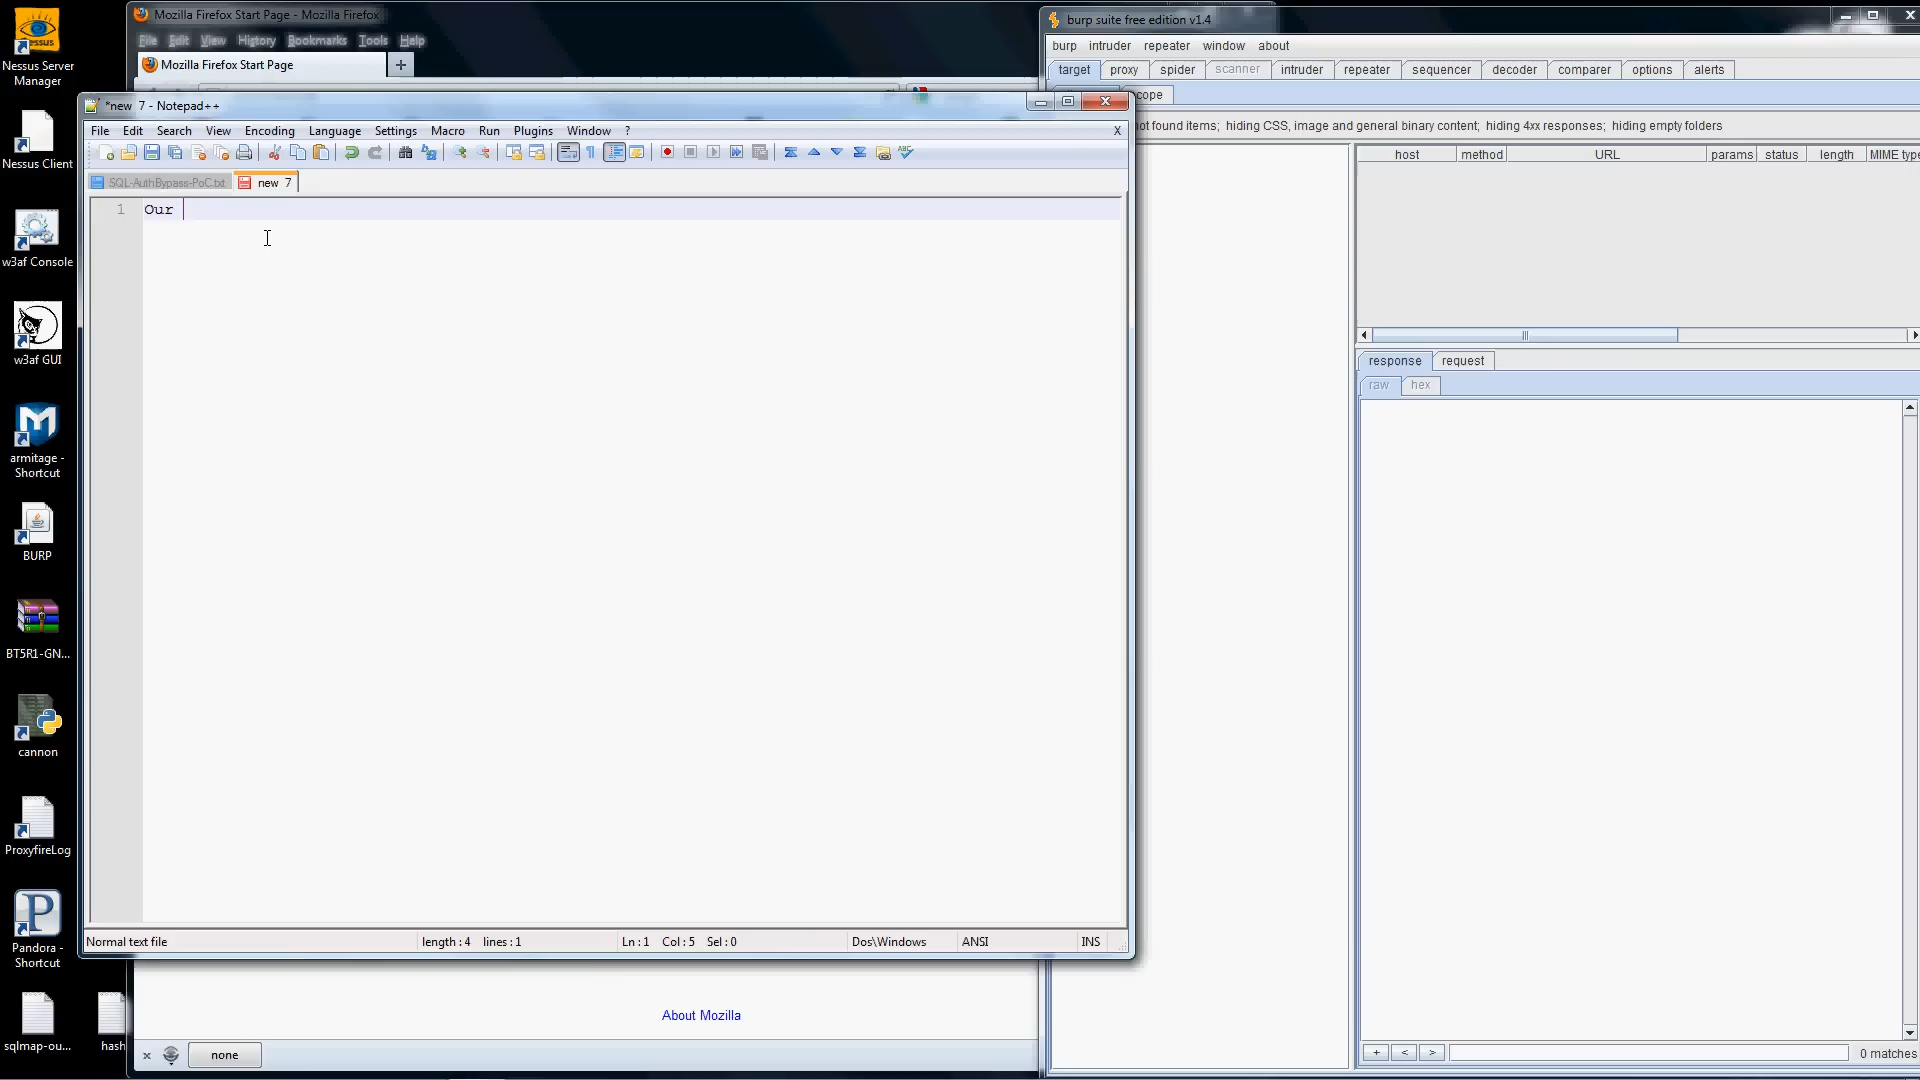 Nessus Server
Manager
Nessus Client
w3af Console
w3af GUI
armitage -
Shortcut
BURP
BT5R1-GN...
cannon
ProxyfireLog
Pandora -
Shortcut
sqlmap-ou...
hash
Mozilla Firefox Start Page - Mozilla Firefox
File Edit View History Bookmarks Tools Help
Mozilla Firefox Start Page
*new 7 - Notepad++
File Edit Search View Encoding Language Settings Macro Run Plugins Window ? X
SQL-AuthBypass-PoC.txt new 7
1 Our
Normal text file length : 4 lines : 1 Ln : 1 Col : 5 Sel : 0 Dos\Windows ANSI INS
About Mozilla
x none
burp suite free edition v1.4
burp intruder repeater window about
target proxy spider scanner intruder repeater sequencer decoder comparer options alerts
cope
not found items; hiding CSS, image and general binary content; hiding 4xx responses; hiding empty folders
host method URL params status length MIME type
response request
raw hex
+ < > 0 matches